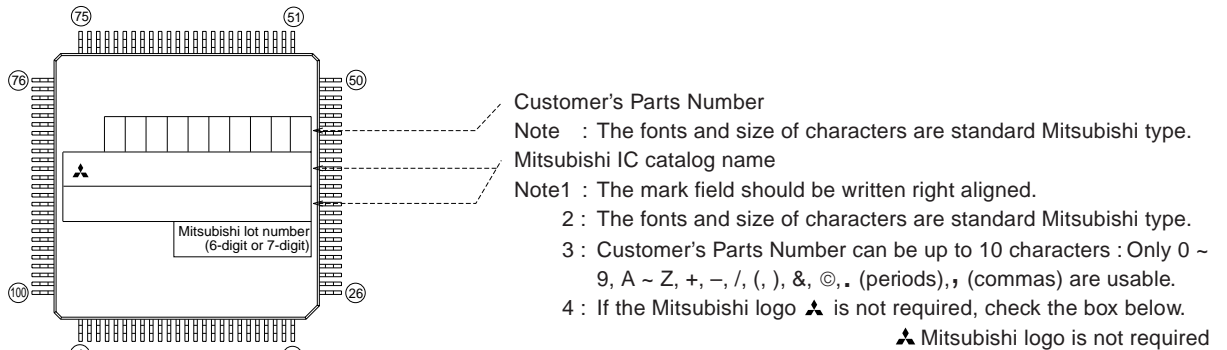 75 51
76 50
Customer's Parts Number
Note : The fonts and size of characters are standard Mitsubishi type.
Mitsubishi IC catalog name
Note1 : The mark field should be written right aligned.
2 : The fonts and size of characters are standard Mitsubishi type.
Mitsubishi lot number
(6-digit or 7-digit)
3 : Customer's Parts Number can be up to 10 characters : Only 0 ~
9, A ~ Z, +, –, /, (, ), &, ©, . (periods), , (commas) are usable.
100 26
4 : If the Mitsubishi logo is not required, check the box below.
Mitsubishi logo is not required